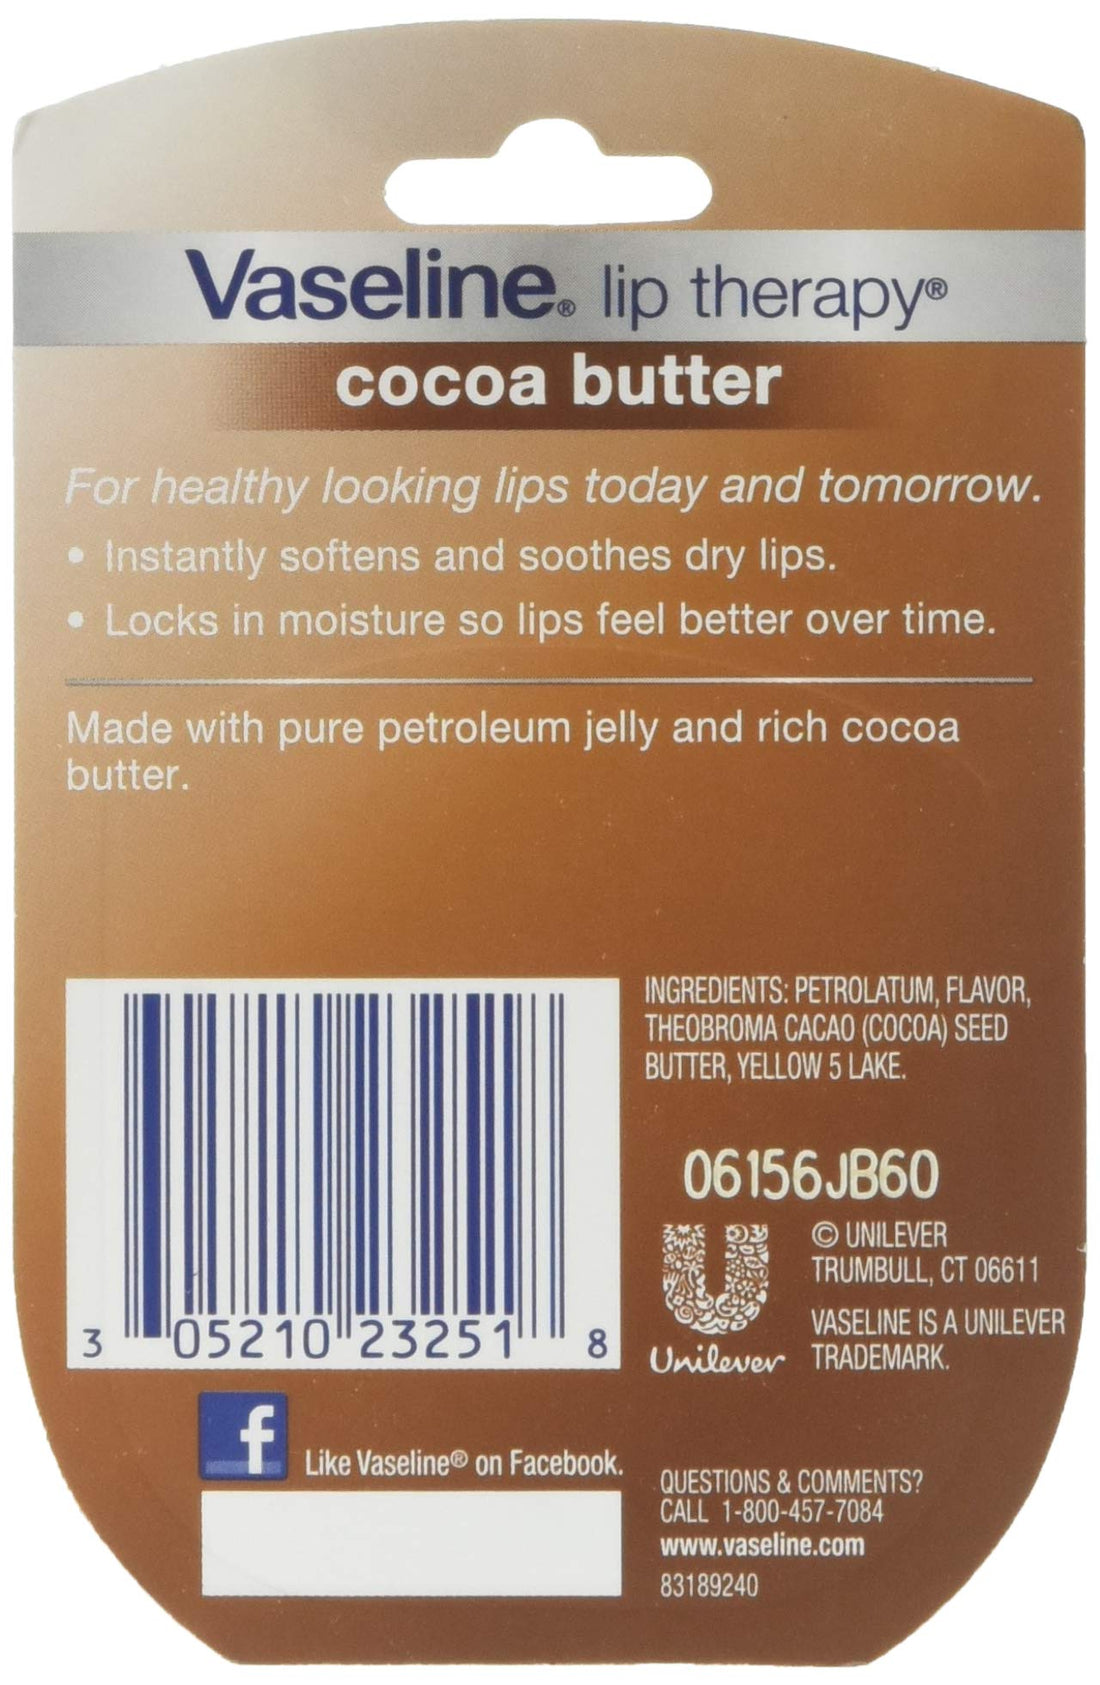 Vaseline® lip therapy®
cocoa butter
For healthy looking lips today and tomorrow.
• Instantly softens and soothes dry lips.
• Locks in moisture so lips feel better over time.
Made with pure petroleum jelly and rich cocoa
butter.
INGREDIENTS: PETROLATUM, FLAVOR,
THEOBROMA CACAO (COCOA) SEED
BUTTER, YELLOW 5 LAKE.
06156JB60
© UNILEVER
TRUMBULL, CT 06611
VASELINE IS A UNILEVER
TRADEMARK.
Unilever
3 05210 23251 8
f
Like Vaseline® on Facebook.
QUESTIONS & COMMENTS?
CALL 1-800-457-7084
www.vaseline.com
83189240